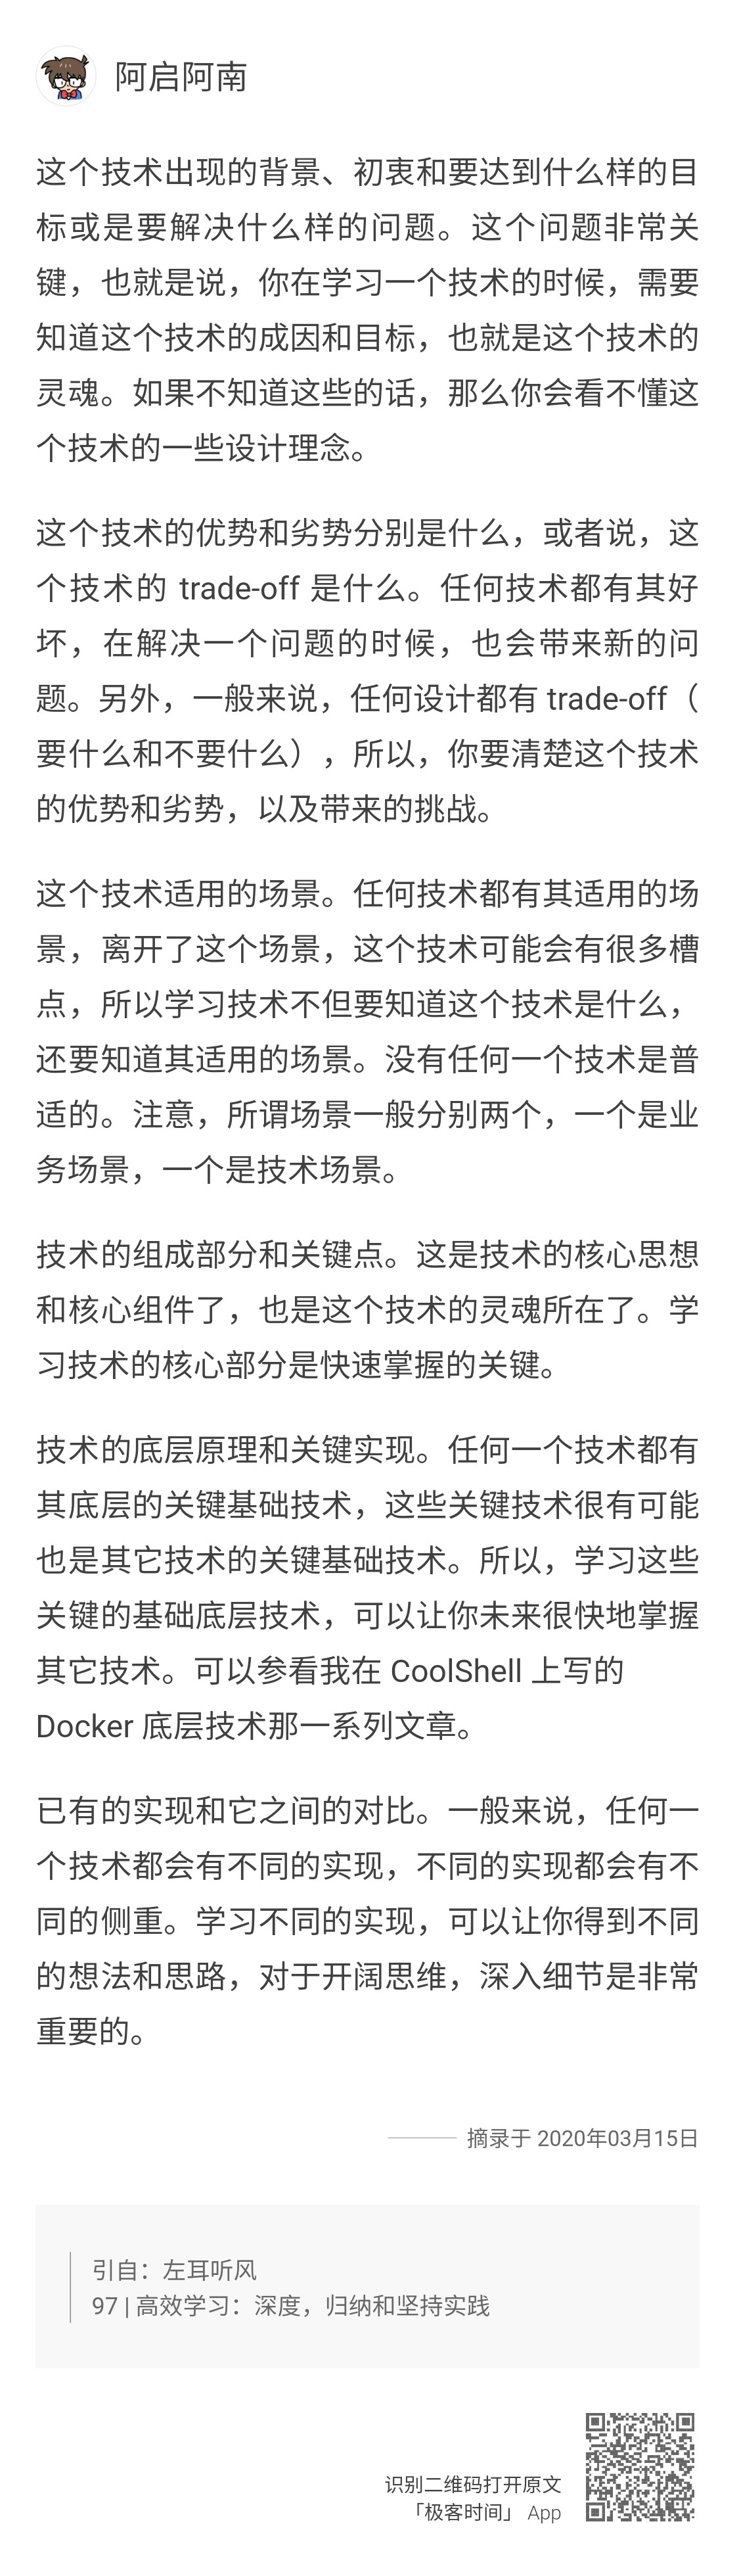 阿启阿南
这个技术出现的背景、初衷和要达到什么样的目
标或是要解决什么样的问题。这个问题非常关
键，也就是说，你在学习一个技术的时候，需要
知道这个技术的成因和目标，也就是这个技术的
灵魂。如果不知道这些的话，那么你会看不懂这
个技术的一些设计理念。
这个技术的优势和劣势分别是什么，或者说，这
个技术的 trade-off 是什么。任何技术都有其好
坏，在解决一个问题的时候，也会带来新的问
题。另外，一般来说，任何设计都有 trade-off（
要什么和不要什么），所以，你要清楚这个技术
的优势和劣势，以及带来的挑战。
这个技术适用的场景。任何技术都有其适用的场
景，离开了这个场景，这个技术可能会有很多槽
点，所以学习技术不但要知道这个技术是什么，
还要知道其适用的场景。没有任何一个技术是普
适的。注意，所谓场景一般分别两个，一个是业
务场景，一个是技术场景。
技术的组成部分和关键点。这是技术的核心思想
和核心组件了，也是这个技术的灵魂所在了。学
习技术的核心部分是快速掌握的关键。
技术的底层原理和关键实现。任何一个技术都有
其底层的关键基础技术，这些关键技术很有可能
也是其它技术的关键基础技术。所以，学习这些
关键的基础底层技术，可以让你未来很快地掌握
其它技术。可以参看我在 CoolShell 上写的
Docker 底层技术那一系列文章。
已有的实现和它之间的对比。一般来说，任何一
个技术都会有不同的实现，不同的实现都会有不
同的侧重。学习不同的实现，可以让你得到不同
的想法和思路，对于开阔思维，深入细节是非常
重要的。
摘录于 2020年03月15日
引自：左耳听风
97 | 高效学习：深度，归纳和坚持实践
识别二维码打开原文
「极客时间」 App